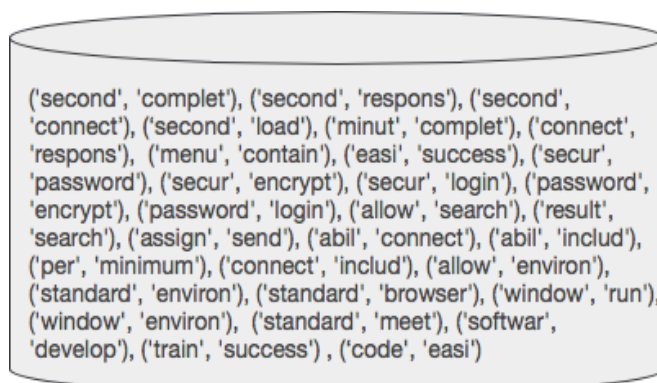 ('second', 'complet'), ('second', 'respons'), ('second',
'connect'), ('second', 'load'), ('minut', 'complet'), ('connect',
'respons'), ('menu', 'contain'), ('easi', 'success'), ('secur',
'password'), ('secur', 'encrypt'), ('secur', 'login'), ('password',
'encrypt'), ('password', 'login'), ('allow', 'search'), ('result',
'search'), ('assign', 'send'), ('abil', 'connect'), ('abil', 'includ'),
('per', 'minimum'), ('connect', 'includ'), ('allow', 'environ'),
('standard', 'environ'), ('standard', 'browser'), ('window', 'run'),
('window', 'environ'), ('standard', 'meet'), ('softwar',
'develop'), ('train', 'success') , ('code', 'easi')